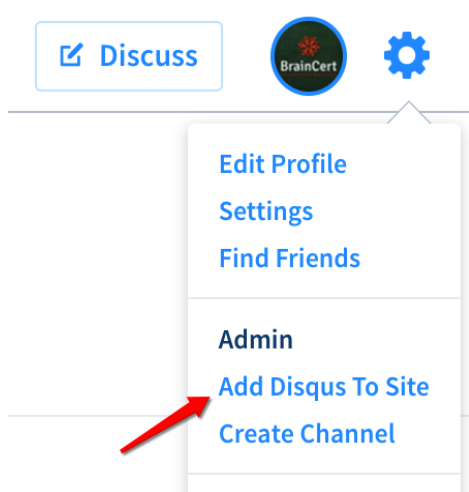 Discuss
BrainCert
Edit Profile
Settings
Find Friends
Admin
Add Disqus To Site
Create Channel